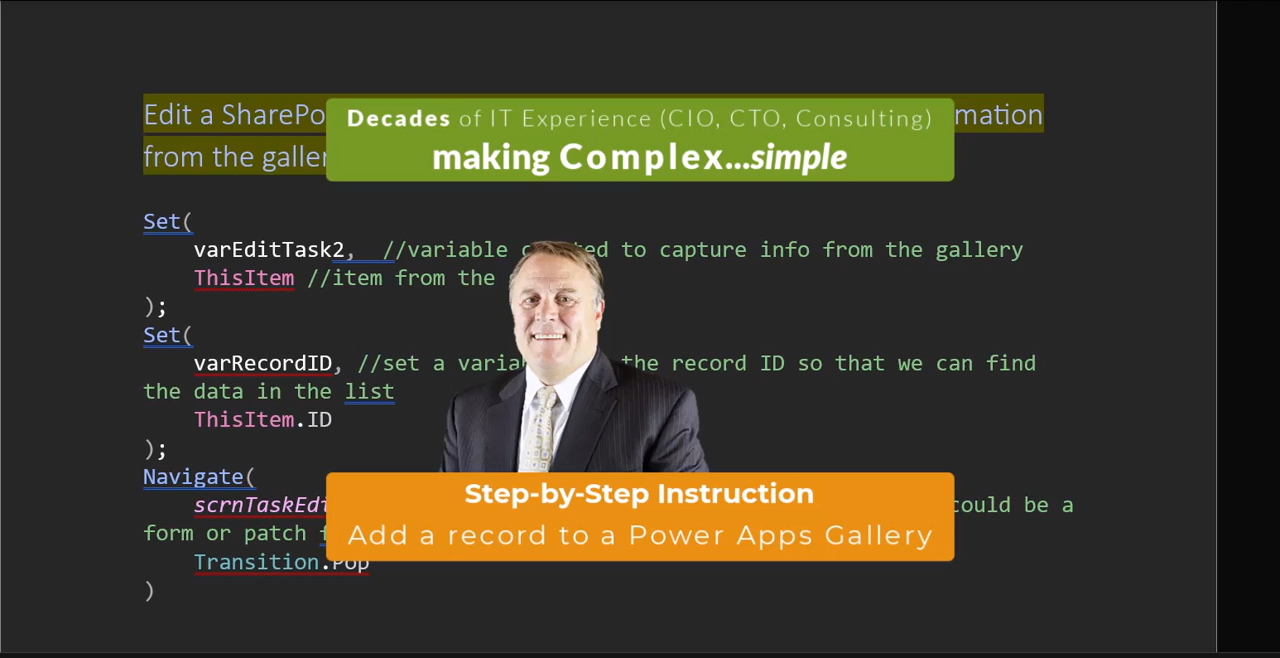 Edit a SharePo
mation
from the galler
Decades of IT Experience (CIO, CTO, Consulting)
making Complex...simple
Set(
varEditTask2, //variable c ted to capture info from the gallery
ThisItem //item from the
);
Set(
varRecordID, //set a varia the record ID so that we can find
the data in the list
ThisItem.ID
);
Navigate(
scrnTaskEdi
could be a
form or patch
Transition.Pop
)
Step-by-Step Instruction
Add a record to a Power Apps Gallery